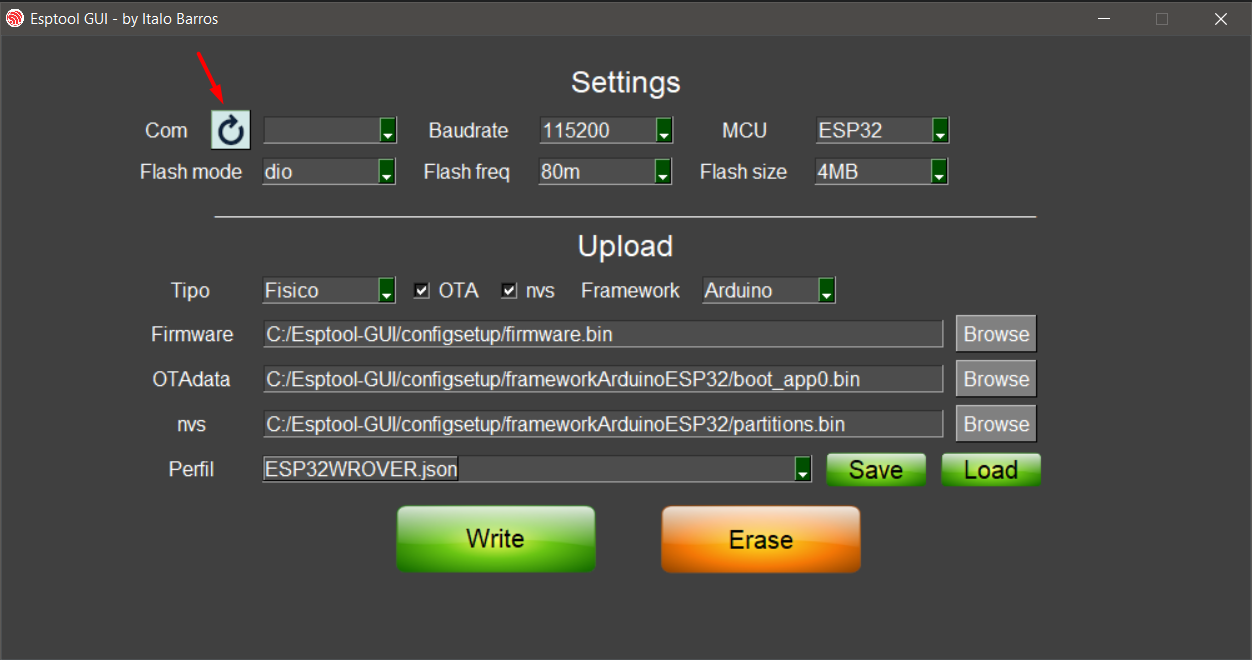 Esptool GUI - by Italo Barros
Settings
Com Baudrate 115200 MCU ESP32
Flash mode dio Flash freq 80m Flash size 4MB
Upload
Tipo Fisico OTA nvs Framework Arduino
Firmware C:/Esptool-GUI/configsetup/firmware.bin Browse
OTAdata C:/Esptool-GUI/configsetup/frameworkArduinoESP32/boot_app0.bin Browse
nvs C:/Esptool-GUI/configsetup/frameworkArduinoESP32/partitions.bin Browse
Perfil ESP32WROVER.json Save Load
Write Erase